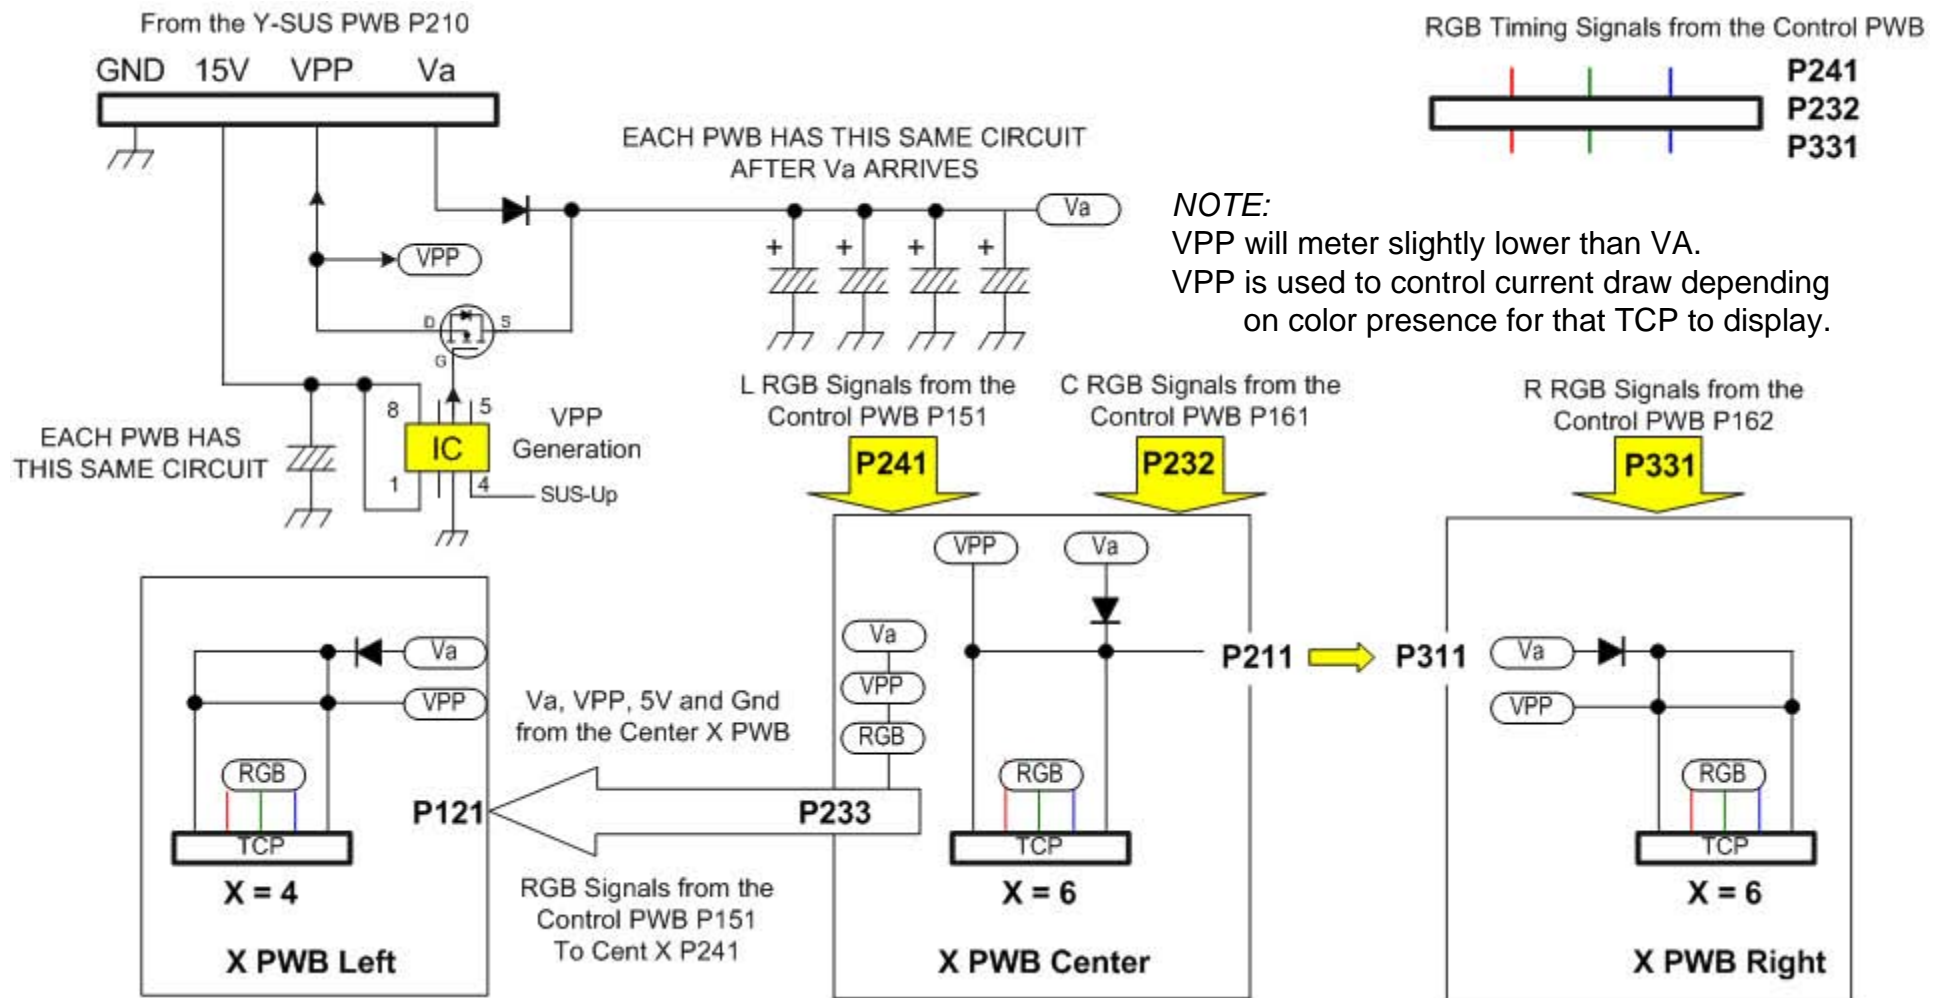 From the Y-SUS PWB P210
GND 15V VPP Va
RGB Timing Signals from the Control PWB
P241
P232
P331
EACH PWB HAS THIS SAME CIRCUIT
AFTER Va ARRIVES
Va
VPP
D
S
G
NOTE:
VPP will meter slightly lower than VA.
VPP is used to control current draw depending
on color presence for that TCP to display.
+ + + +
EACH PWB HAS
THIS SAME CIRCUIT
8
5
IC
1
4
SUS-Up
VPP
Generation
L RGB Signals from the
Control PWB P151
P241
C RGB Signals from the
Control PWB P161
P232
R RGB Signals from the
Control PWB P162
P331
Va
VPP
RGB
TCP
X = 4
X PWB Left
P121
Va, VPP, 5V and Gnd
from the Center X PWB
P233
RGB Signals from the
Control PWB P151
To Cent X P241
Va
VPP
RGB
VPP
Va
RGB
TCP
X = 6
X PWB Center
P211
P311
Va
VPP
RGB
TCP
X = 6
X PWB Right